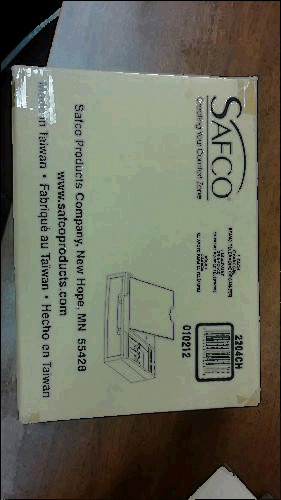 SAFCO
Creating Your Comfort Zone
2204CH
010212
Safco Products Company, New Hope, MN 55428
www.safcoproducts.com
Made in Taiwan • Fabriqué au Taiwan • Hecho en Taiwan